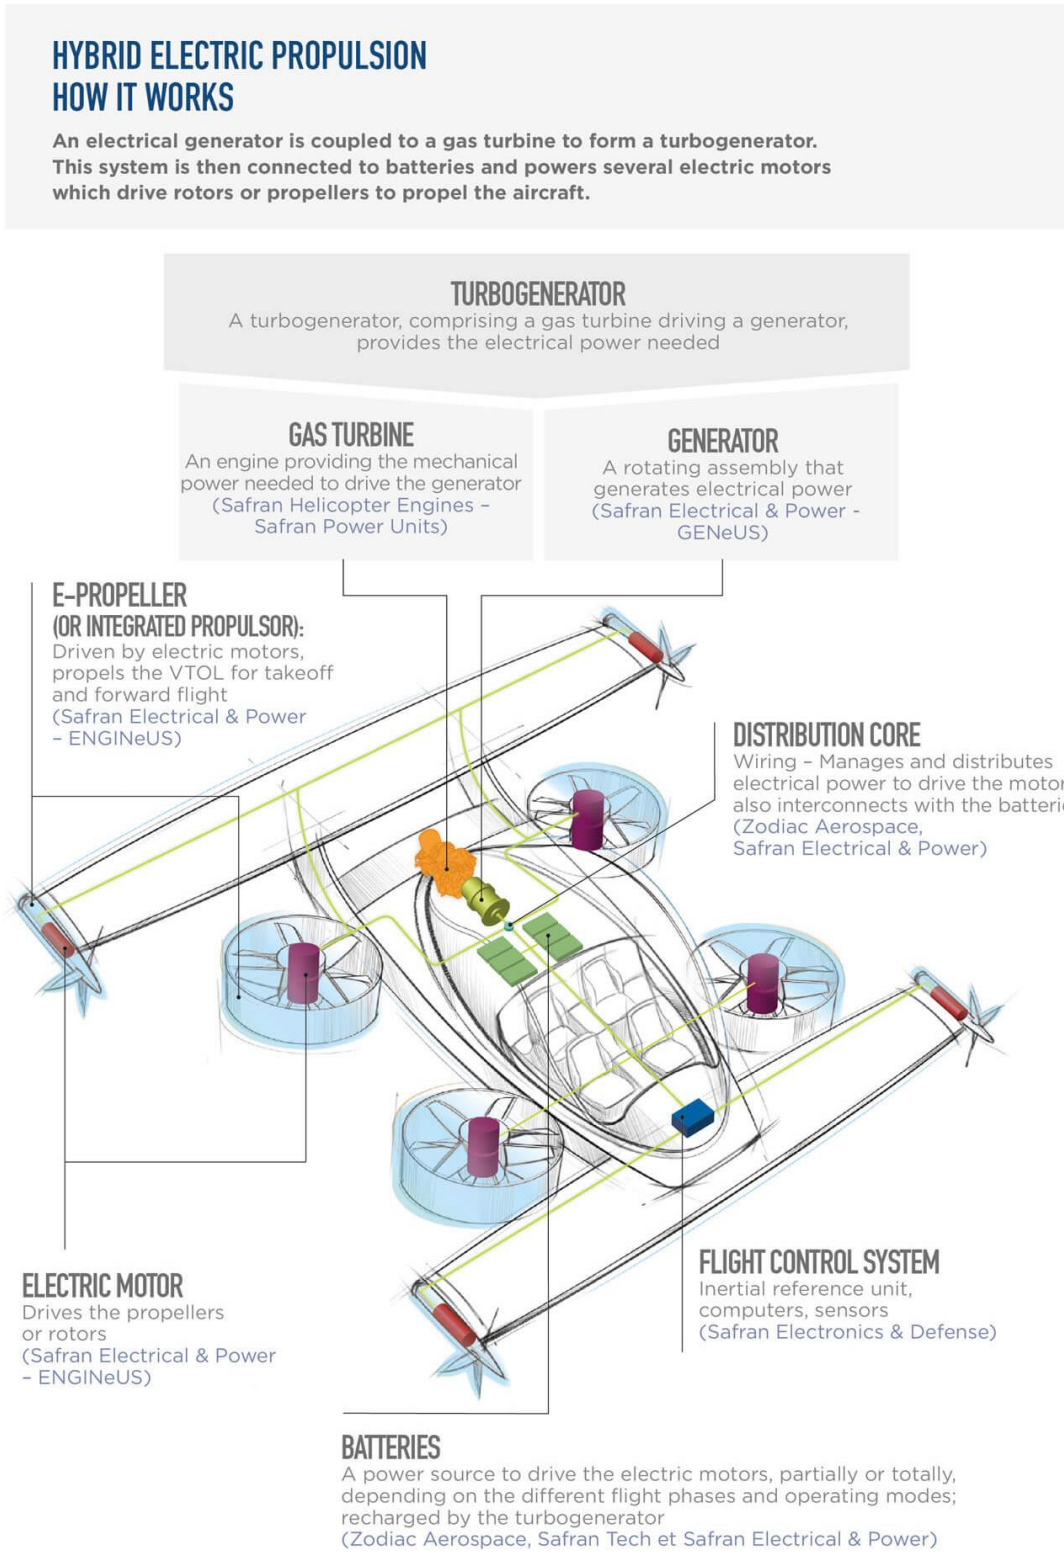 HYBRID ELECTRIC PROPULSION
HOW IT WORKS
An electrical generator is coupled to a gas turbine to form a turbogenerator.
This system is then connected to batteries and powers several electric motors
which drive rotors or propellers to propel the aircraft.
TURBOGENERATOR
A turbogenerator, comprising a gas turbine driving a generator,
provides the electrical power needed
GAS TURBINE
An engine providing the mechanical
power needed to drive the generator
(Safran Helicopter Engines –
Safran Power Units)
GENERATOR
A rotating assembly that
generates electrical power
(Safran Electrical & Power -
GENeUS)
E-PROPELLER
(OR INTEGRATED PROPULSOR):
Driven by electric motors,
propels the VTOL for takeoff
and forward flight
(Safran Electrical & Power
– ENGINeUS)
DISTRIBUTION CORE
Wiring – Manages and distributes
electrical power to drive the motor
also interconnects with the batteri
(Zodiac Aerospace,
Safran Electrical & Power)
ELECTRIC MOTOR
Drives the propellers
or rotors
(Safran Electrical & Power
– ENGINeUS)
FLIGHT CONTROL SYSTEM
Inertial reference unit,
computers, sensors
(Safran Electronics & Defense)
BATTERIES
A power source to drive the electric motors, partially or totally,
depending on the different flight phases and operating modes;
recharged by the turbogenerator
(Zodiac Aerospace, Safran Tech et Safran Electrical & Power)